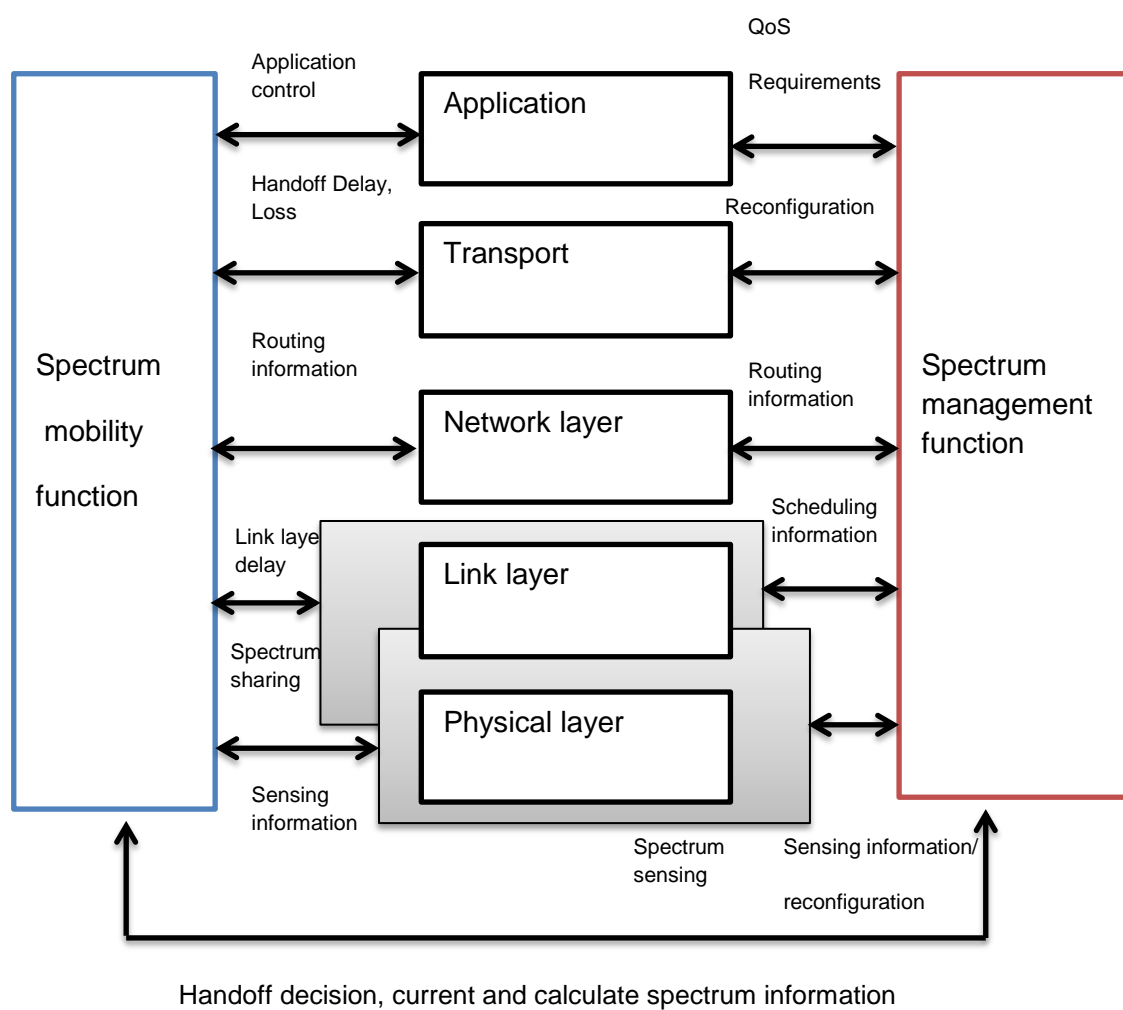 QoS
Requirements
Application
control
Application
Handoff Delay,
Loss
Reconfiguration
Transport
Routing
information
Spectrum
mobility
function
Routing
information
Spectrum
management
function
Network layer
Scheduling
information
Link laye
delay
Link layer
Spectrum
sharing
Physical layer
Sensing
information
Spectrum
sensing
Sensing information/
reconfiguration
Handoff decision, current and calculate spectrum information